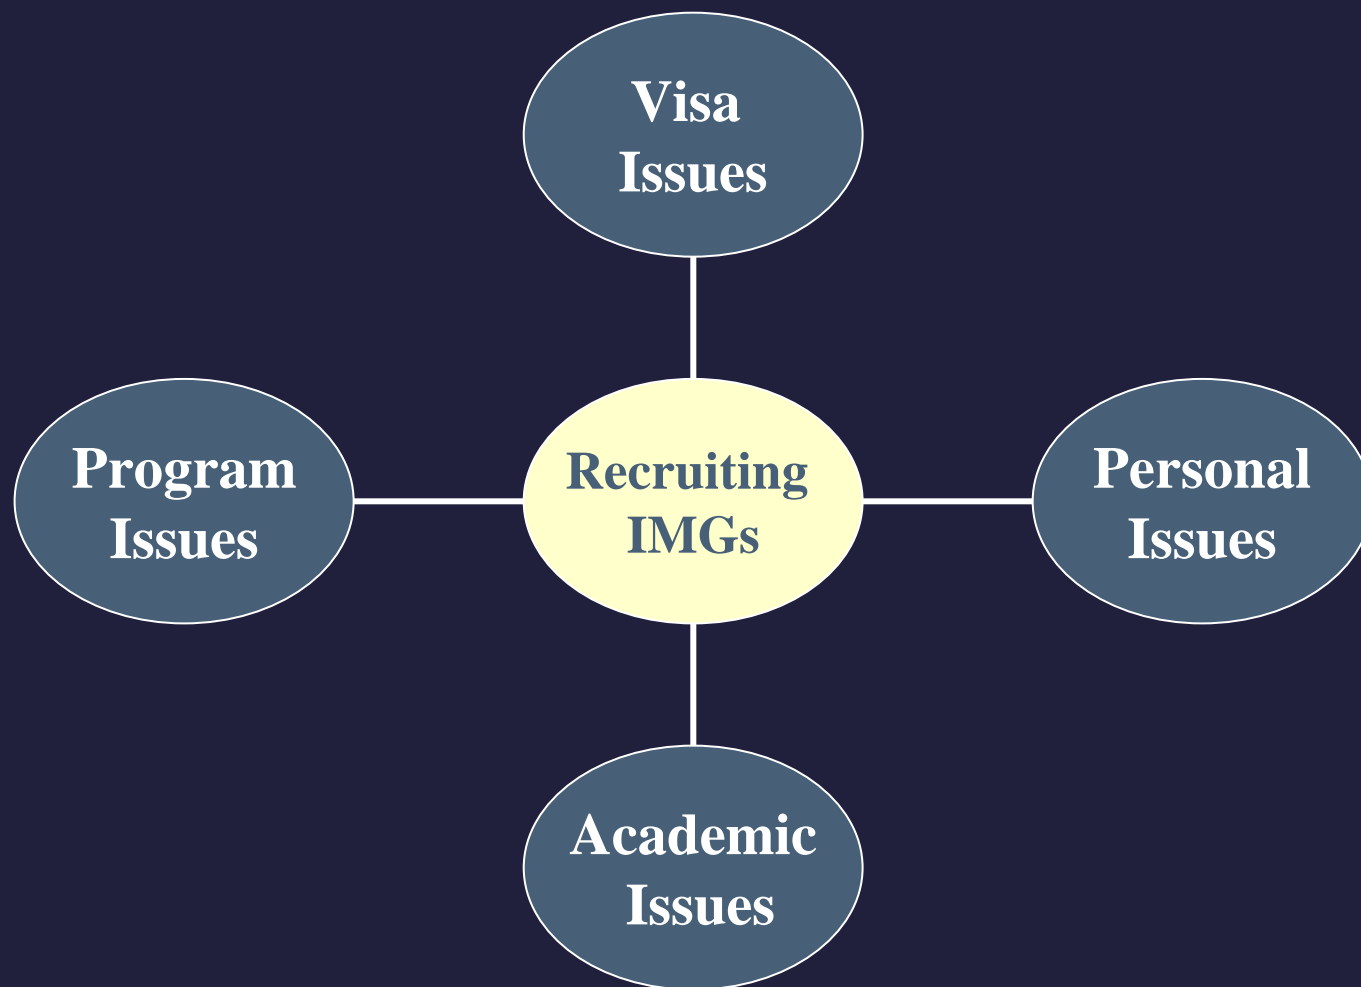 Visa
Issues
Program
Issues
Recruiting
IMGs
Personal
Issues
Academic
Issues